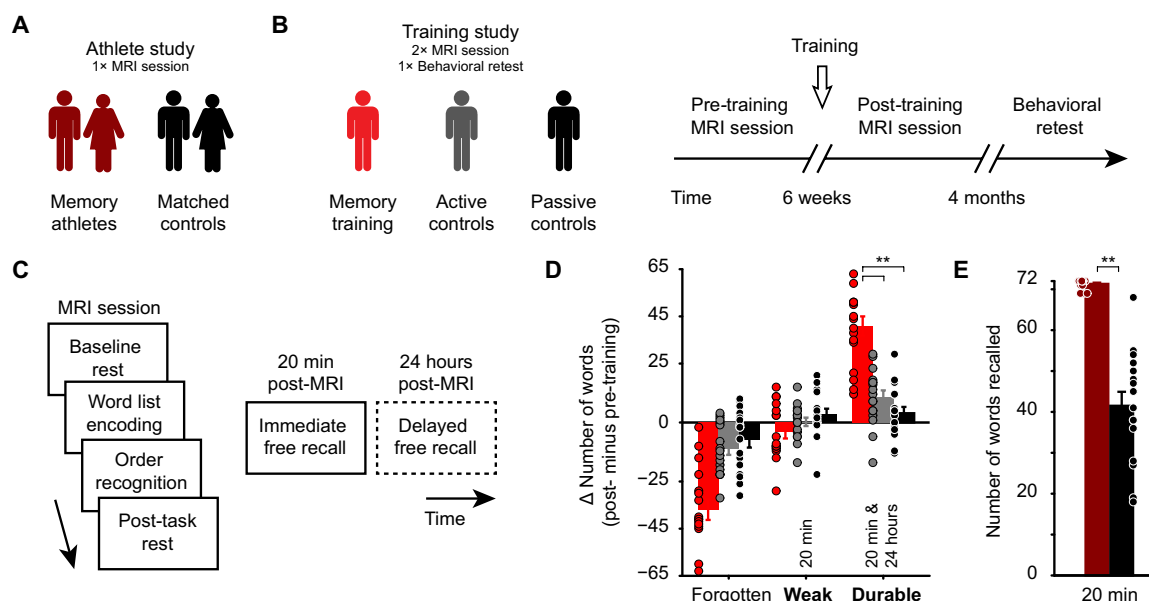 A
Athlete study
1× MRI session
Memory
athletes
Matched
controls
B
Training study
2× MRI session
1× Behavioral retest
Memory
training
Active
controls
Passive
controls
Training
Pre-training
MRI session
Post-training
MRI session
Behavioral
retest
Time
6 weeks
4 months
C
MRI session
Baseline
rest
Word list
encoding
Order
recognition
Post-task
rest
20 min
post-MRI
Immediate
free recall
24 hours
post-MRI
Delayed
free recall
Time
D
Δ Number of words
(post- minus pre-training)
65
45
25
0
−25
−45
−65
**
20 min
20 min &
24 hours
Forgotten
Weak
Durable
E
Number of words recalled
72
60
40
20
0
**
20 min